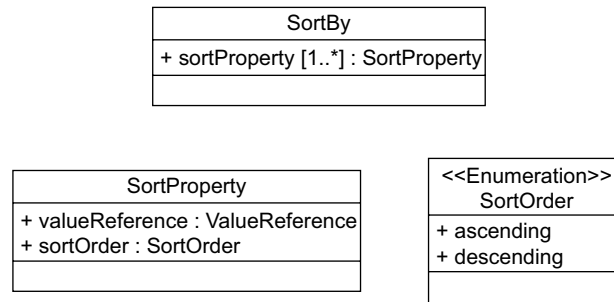 SortBy
+ sortProperty [1..*] : SortProperty
SortProperty
+ valueReference : ValueReference
+ sortOrder : SortOrder
<<Enumeration>>
SortOrder
+ ascending
+ descending